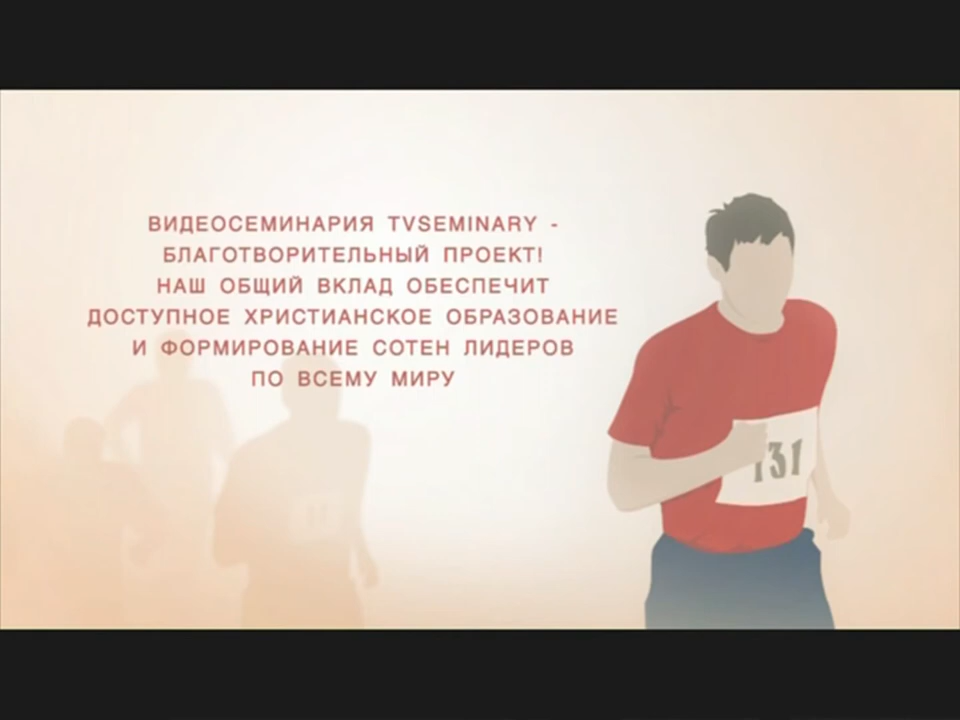 ВИДЕОСЕМИНАРИЯ TVSEMINARY -
БЛАГОТВОРИТЕЛЬНЫЙ ПРОЕКТ!
НАШ ОБЩИЙ ВКЛАД ОБЕСПЕЧИТ
ДОСТУПНОЕ ХРИСТИАНСКОЕ ОБРАЗОВАНИЕ
И ФОРМИРОВАНИЕ СОТЕН ЛИДЕРОВ
ПО ВСЕМУ МИРУ
131